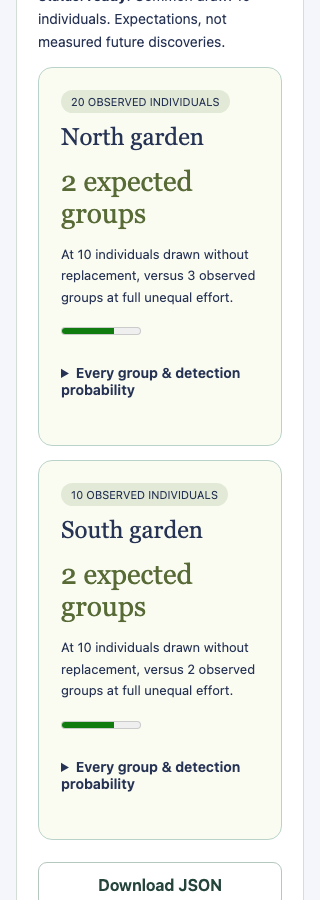 individuals. Expectations, not
measured future discoveries.
20 OBSERVED INDIVIDUALS
North garden
2 expected
groups
At 10 individuals drawn without
replacement, versus 3 observed
groups at full unequal effort.
▶ Every group & detection
probability
10 OBSERVED INDIVIDUALS
South garden
2 expected
groups
At 10 individuals drawn without
replacement, versus 2 observed
groups at full unequal effort.
▶ Every group & detection
probability
Download JSON